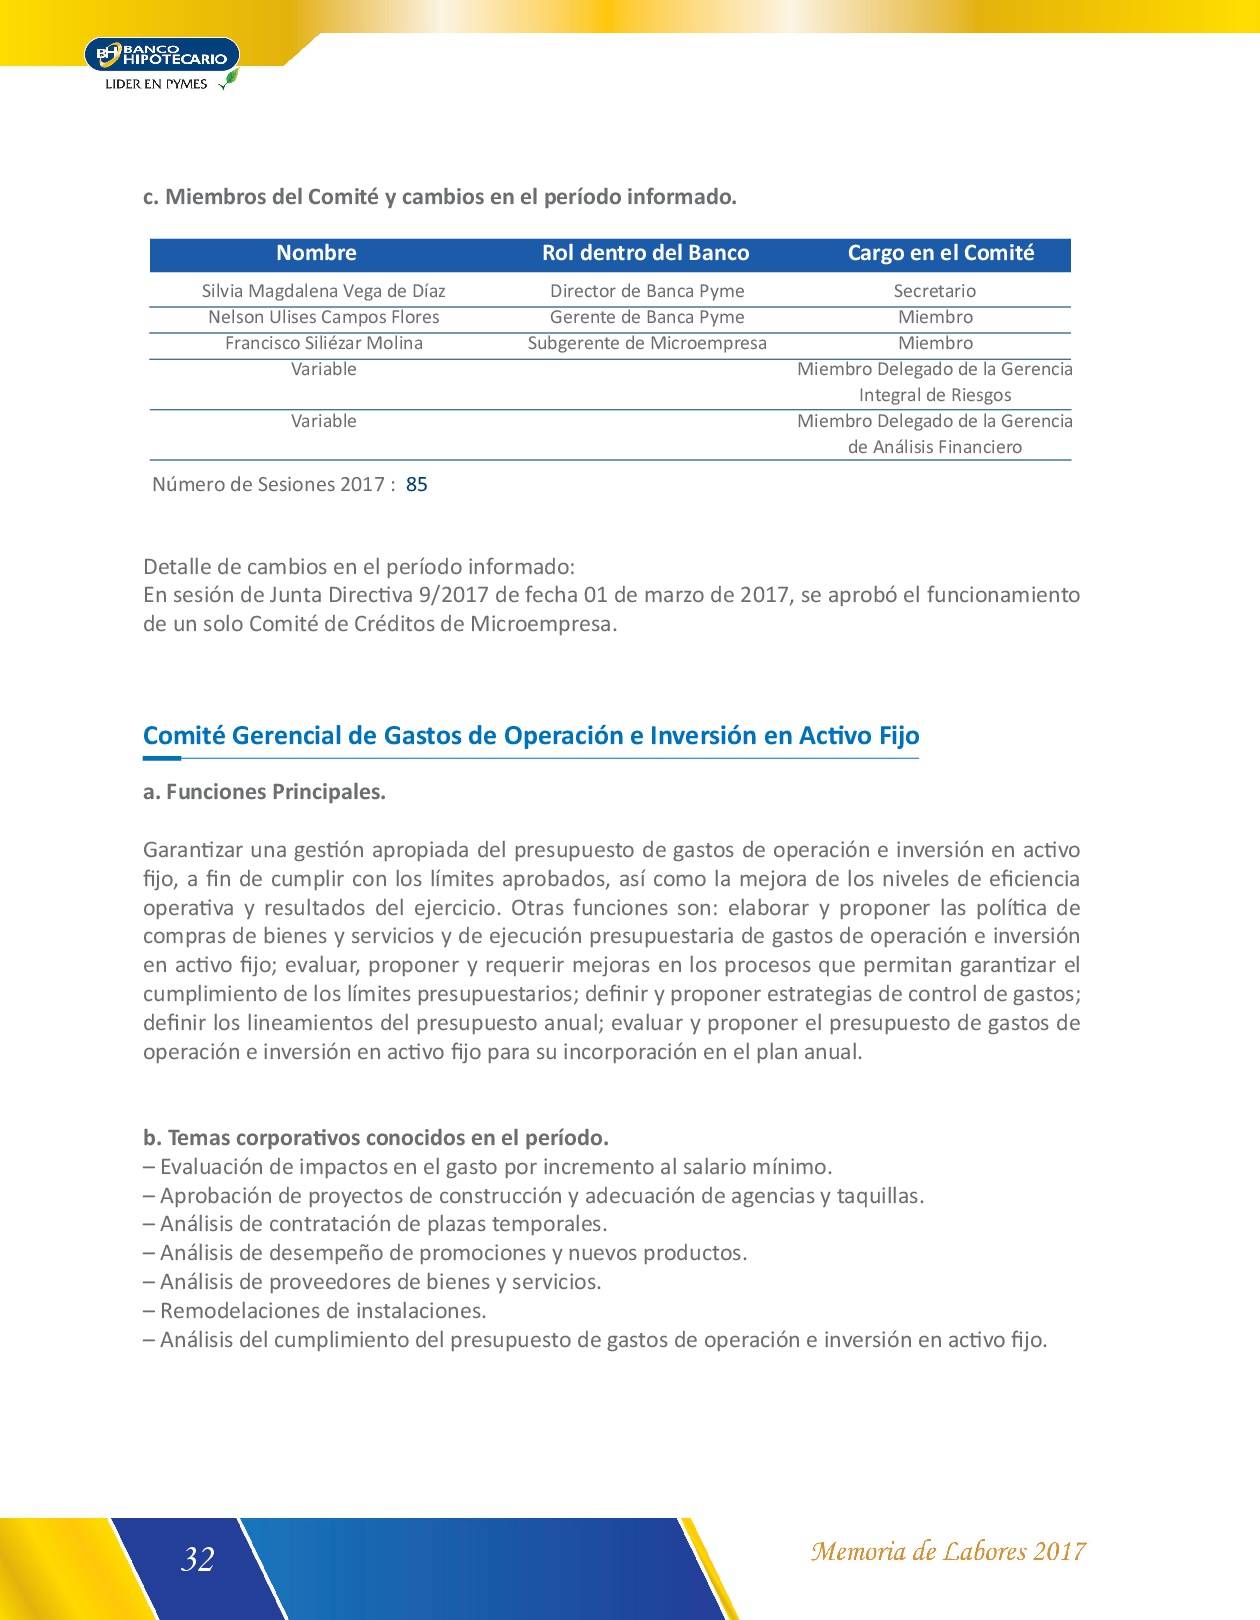 BH BANCO
HIPOTECARIO
LIDER EN PYMES
c. Miembros del Comité y cambios en el período informado.
Nombre Rol dentro del Banco Cargo en el Comité
Silvia Magdalena Vega de Díaz Director de Banca Pyme Secretario
Nelson Ulises Campos Flores Gerente de Banca Pyme Miembro
Francisco Siliézar Molina Subgerente de Microempresa Miembro
Variable Miembro Delegado de la Gerencia
Integral de Riesgos
Variable Miembro Delegado de la Gerencia
de Análisis Financiero
Número de Sesiones 2017 : 85
Detalle de cambios en el período informado:
En sesión de Junta Directiva 9/2017 de fecha 01 de marzo de 2017, se aprobó el funcionamiento
de un solo Comité de Créditos de Microempresa.
Comité Gerencial de Gastos de Operación e Inversión en Activo Fijo
a. Funciones Principales.
Garantizar una gestión apropiada del presupuesto de gastos de operación e inversión en activo
fijo, a fin de cumplir con los límites aprobados, así como la mejora de los niveles de eficiencia
operativa y resultados del ejercicio. Otras funciones son: elaborar y proponer las política de
compras de bienes y servicios y de ejecución presupuestaria de gastos de operación e inversión
en activo fijo; evaluar, proponer y requerir mejoras en los procesos que permitan garantizar el
cumplimiento de los límites presupuestarios; definir y proponer estrategias de control de gastos;
definir los lineamientos del presupuesto anual; evaluar y proponer el presupuesto de gastos de
operación e inversión en activo fijo para su incorporación en el plan anual.
b. Temas corporativos conocidos en el período.
– Evaluación de impactos en el gasto por incremento al salario mínimo.
– Aprobación de proyectos de construcción y adecuación de agencias y taquillas.
– Análisis de contratación de plazas temporales.
– Análisis de desempeño de promociones y nuevos productos.
– Análisis de proveedores de bienes y servicios.
– Remodelaciones de instalaciones.
– Análisis del cumplimiento del presupuesto de gastos de operación e inversión en activo fijo.
32
Memoria de Labores 2017